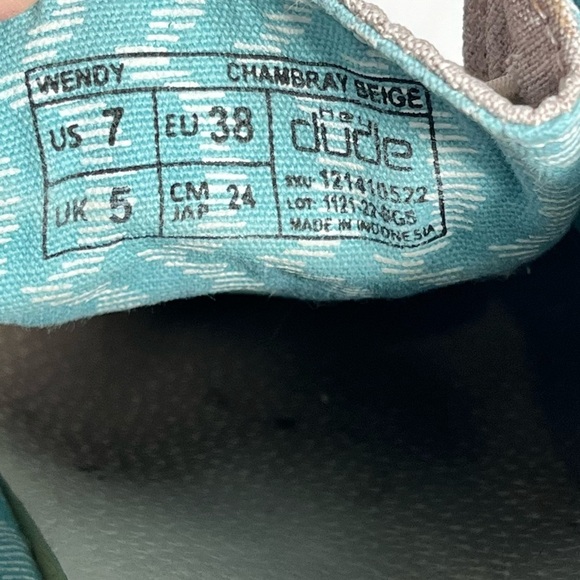 WENDY CHAMBRAY BEIGE
US 7 EU 38
UK 5 CM JAP 24
hey dude
SKU: 121410522
MADE IN INDONESIA